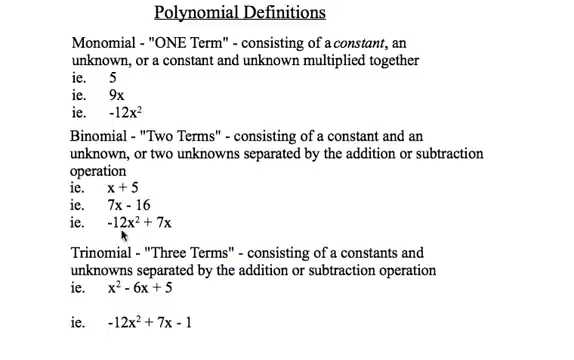 Polynomial Definitions
Monomial - "ONE Term" - consisting of a constant, an
unknown, or a constant and unknown multiplied together
ie. 5
ie. 9x
ie. -12x²
Binomial - "Two Terms" - consisting of a constant and an
unknown, or two unknowns separated by the addition or subtraction
operation
ie. x + 5
ie. 7x - 16
ie. -12x² + 7x
Trinomial - "Three Terms" - consisting of a constants and
unknowns separated by the addition or subtraction operation
ie. x² - 6x + 5
ie. -12x² + 7x - 1